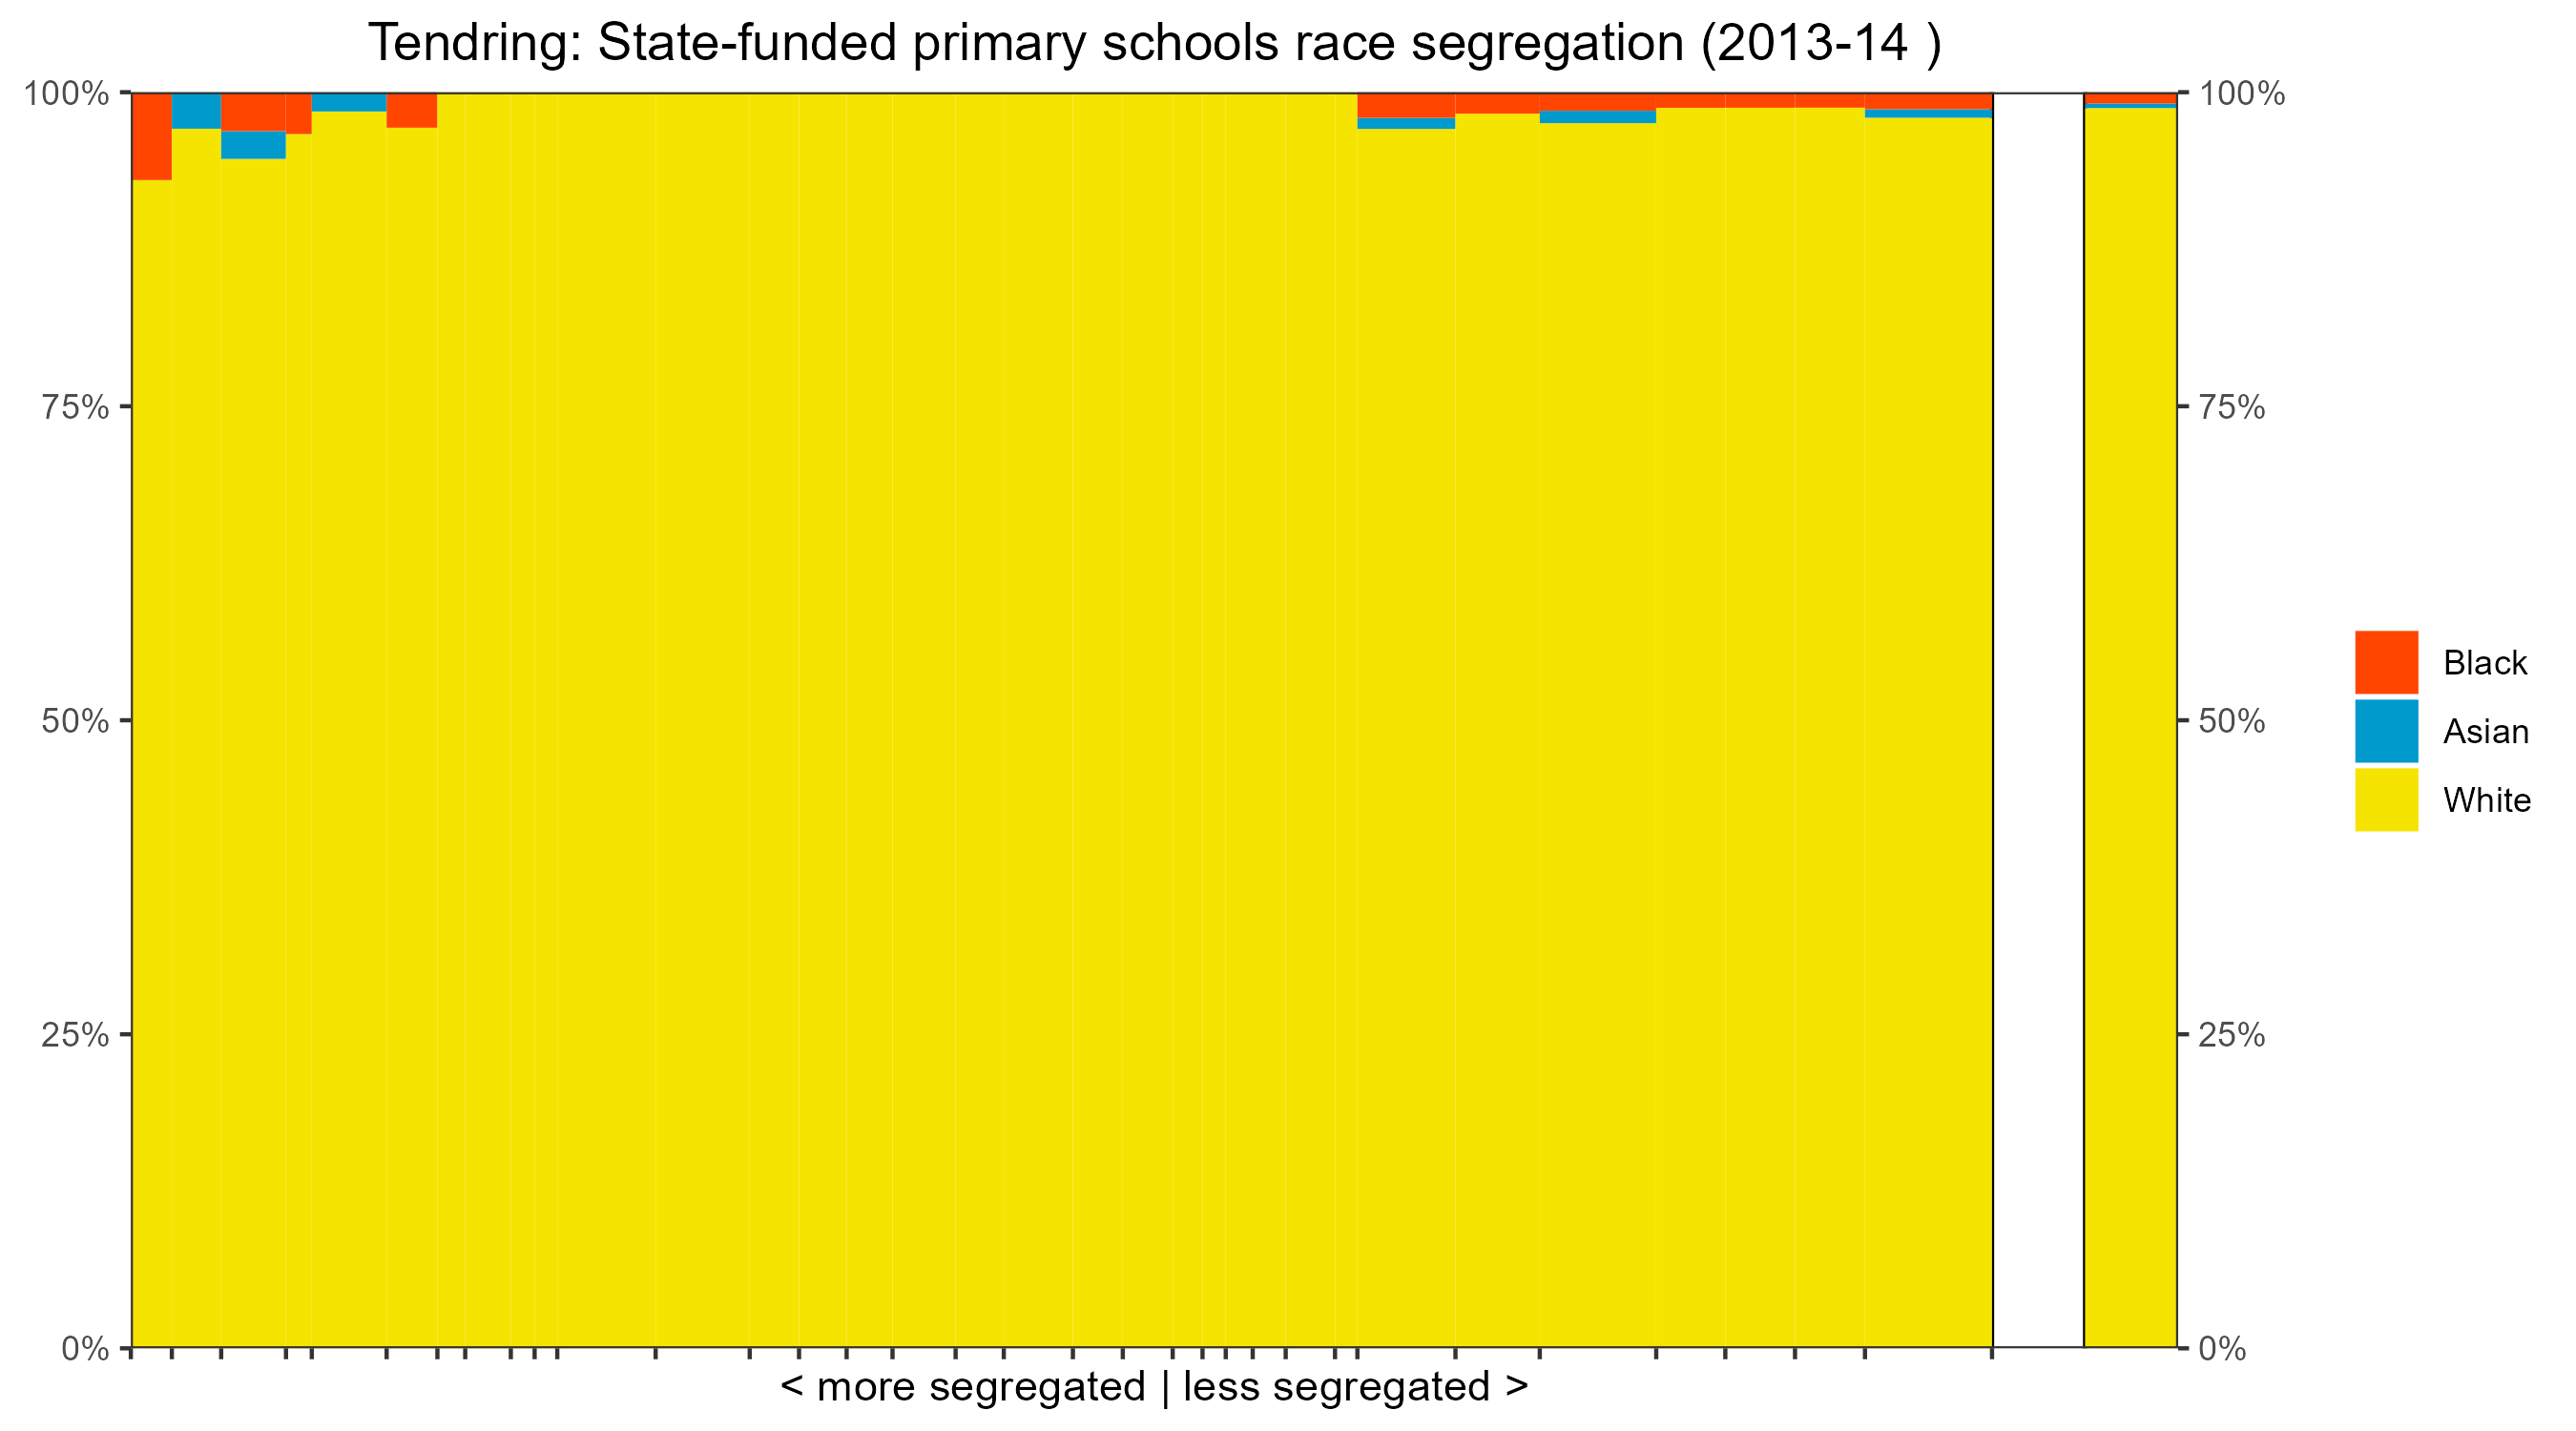 Tendring: State-funded primary schools race segregation (2013-14 )
100%
75%
50%
25%
0%
100%
75%
50%
25%
0%
Black
Asian
White
< more segregated | less segregated >